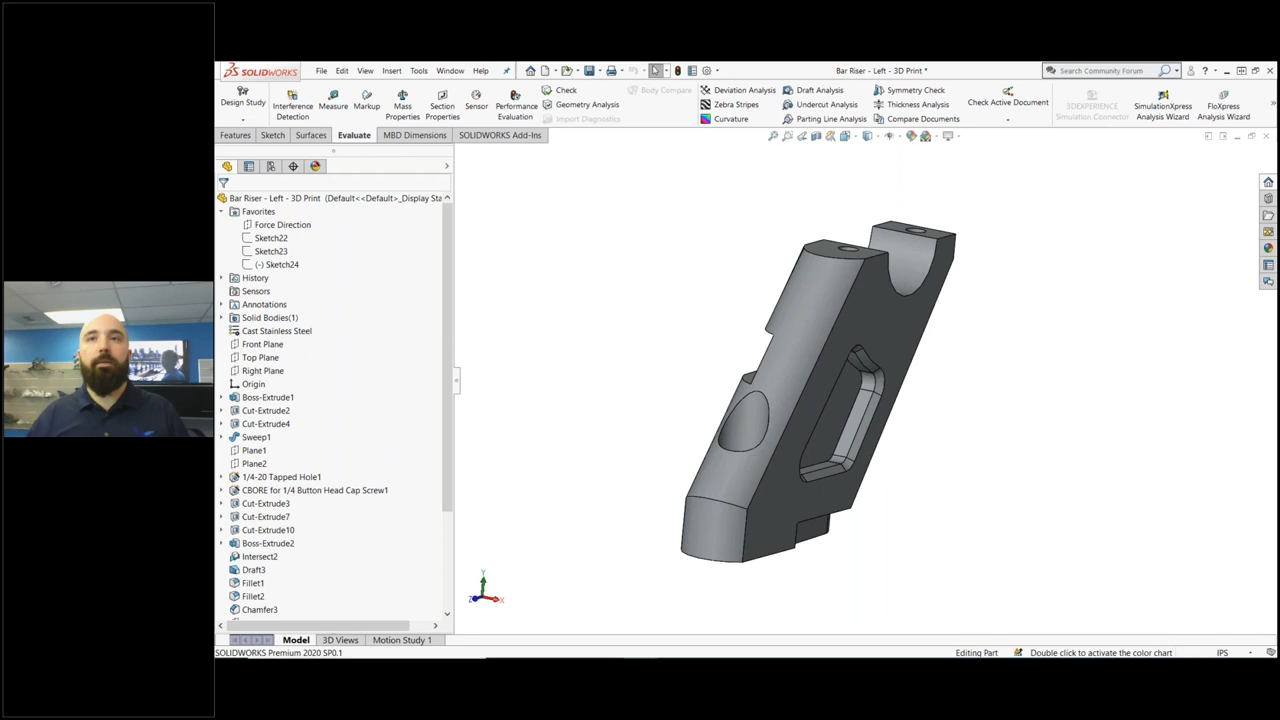 SOLIDWORKS File Edit View Insert Tools Window Help Bar Riser - Left - 3D Print * Search Community Forum
Design Study
Interference Detection
Measure
Markup
Mass Properties
Section Properties
Sensor
Performance Evaluation
Check
Geometry Analysis
Import Diagnostics
Body Compare
Deviation Analysis
Zebra Stripes
Curvature
Draft Analysis
Undercut Analysis
Parting Line Analysis
Symmetry Check
Thickness Analysis
Compare Documents
Check Active Document
3DEXPERIENCE Simulation Connector
SimulationXpress Analysis Wizard
FloXpress Analysis Wizard
Features Sketch Surfaces Evaluate MBD Dimensions SOLIDWORKS Add-Ins
Bar Riser - Left - 3D Print (Default<<Default>_Display Sta
Favorites
Force Direction
Sketch22
Sketch23
(-) Sketch24
History
Sensors
Annotations
Solid Bodies(1)
Cast Stainless Steel
Front Plane
Top Plane
Right Plane
Origin
Boss-Extrude1
Cut-Extrude2
Cut-Extrude4
Sweep1
Plane1
Plane2
1/4-20 Tapped Hole1
CBORE for 1/4 Button Head Cap Screw1
Cut-Extrude3
Cut-Extrude7
Cut-Extrude10
Boss-Extrude2
Intersect2
Draft3
Fillet1
Fillet2
Chamfer3
Y
Z X
Model 3D Views Motion Study 1
SOLIDWORKS Premium 2020 SP0.1 Editing Part Double click to activate the color chart IPS